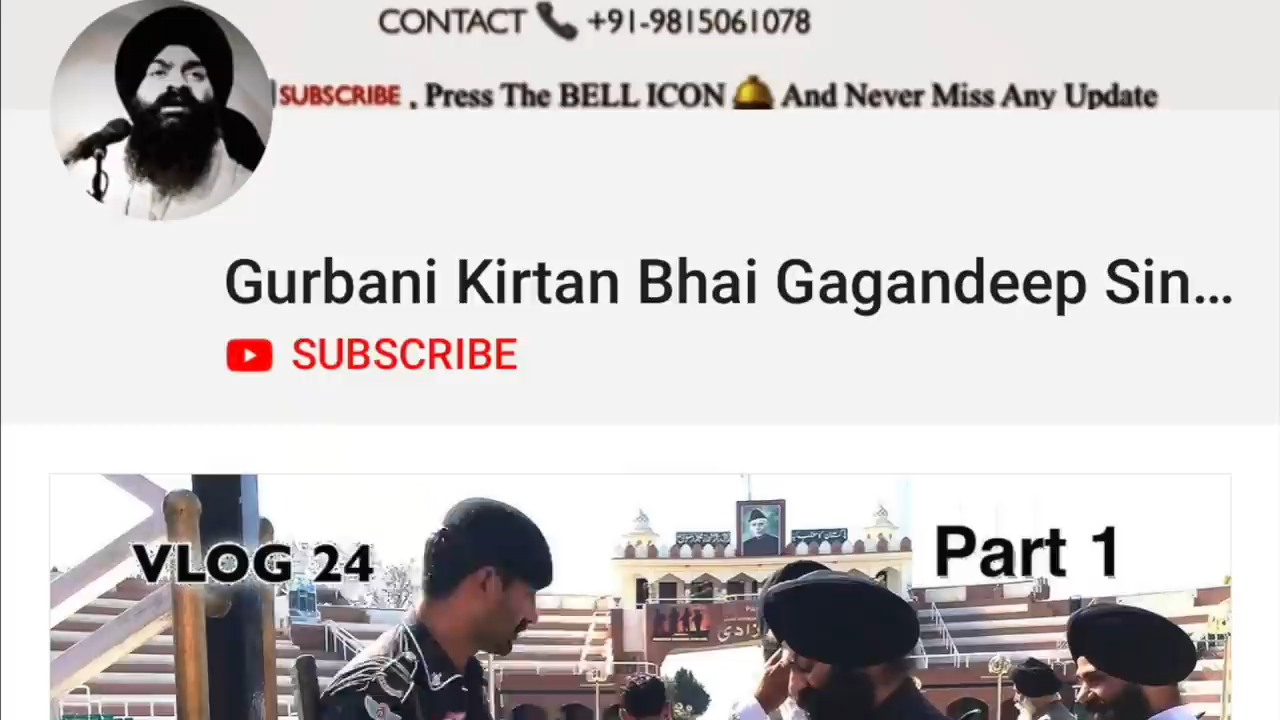 CONTACT 📞 +91-9815061078
SUBSCRIBE , Press The BELL ICON 🔔 And Never Miss Any Update
Gurbani Kirtan Bhai Gagandeep Sin...
SUBSCRIBE
VLOG 24
Part 1